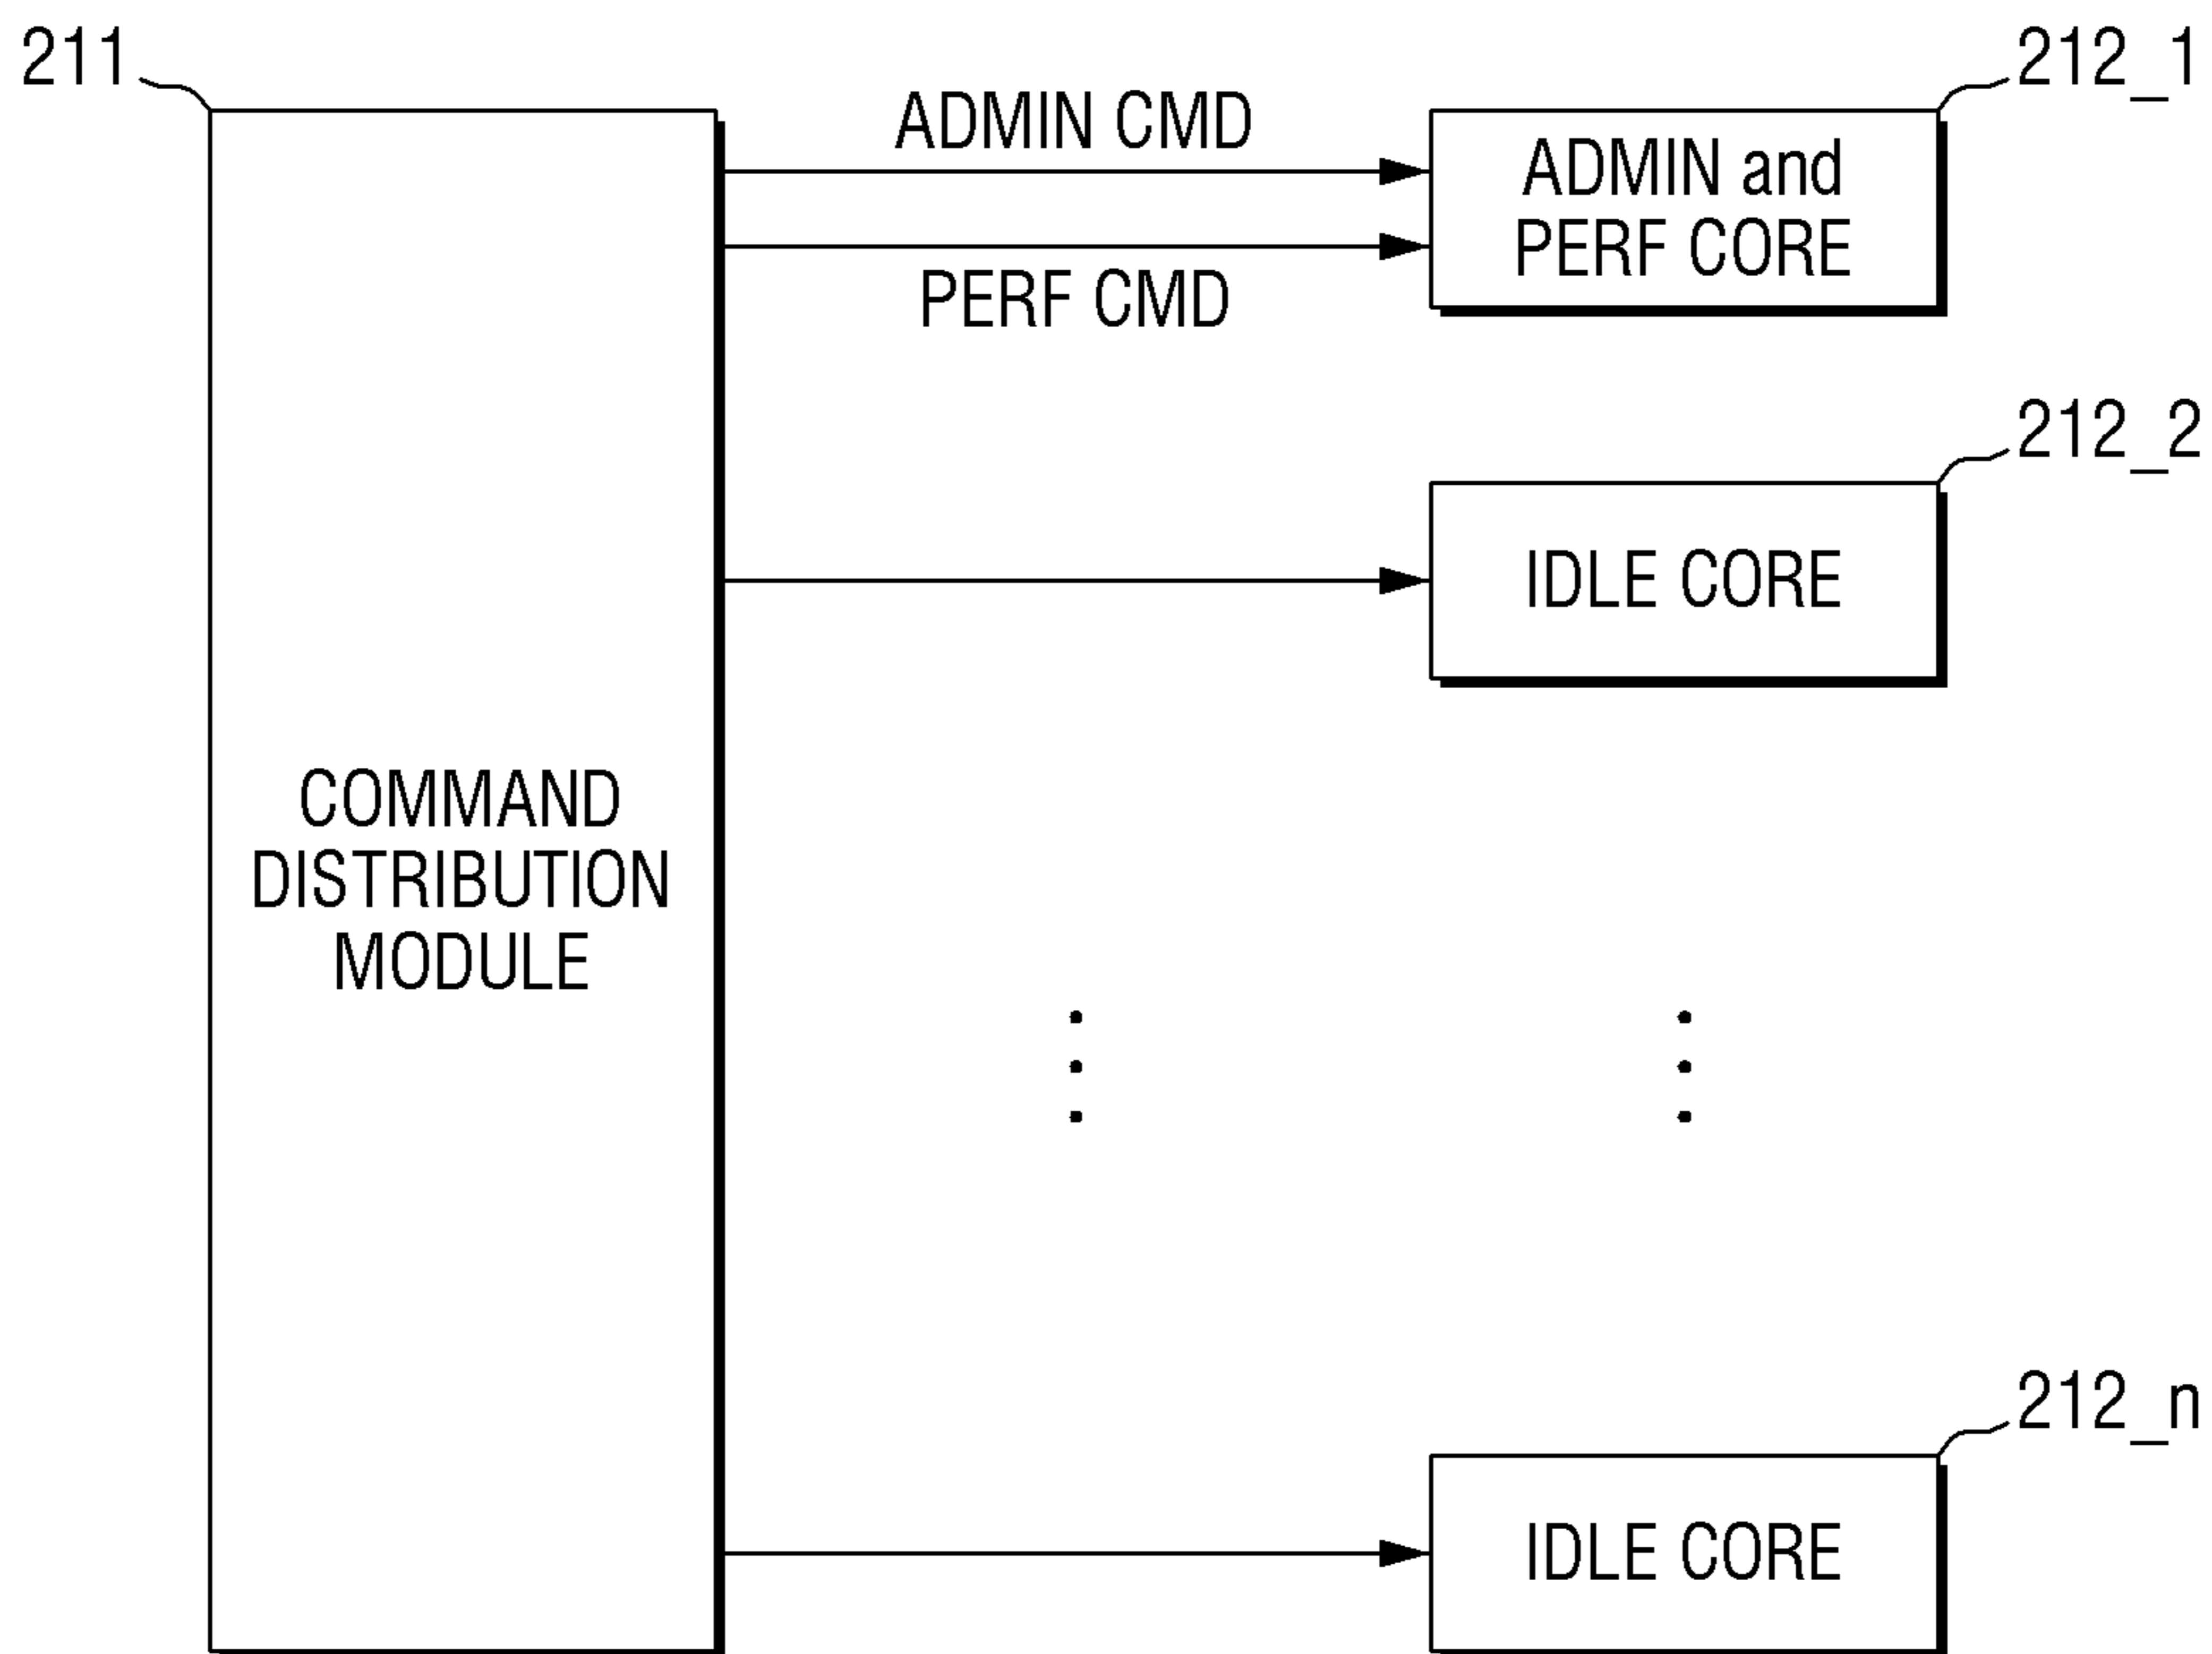 211
212_1
ADMIN CMD
ADMIN and
PERF CORE
PERF CMD
212_2
IDLE CORE
COMMAND
DISTRIBUTION
MODULE
212_n
IDLE CORE